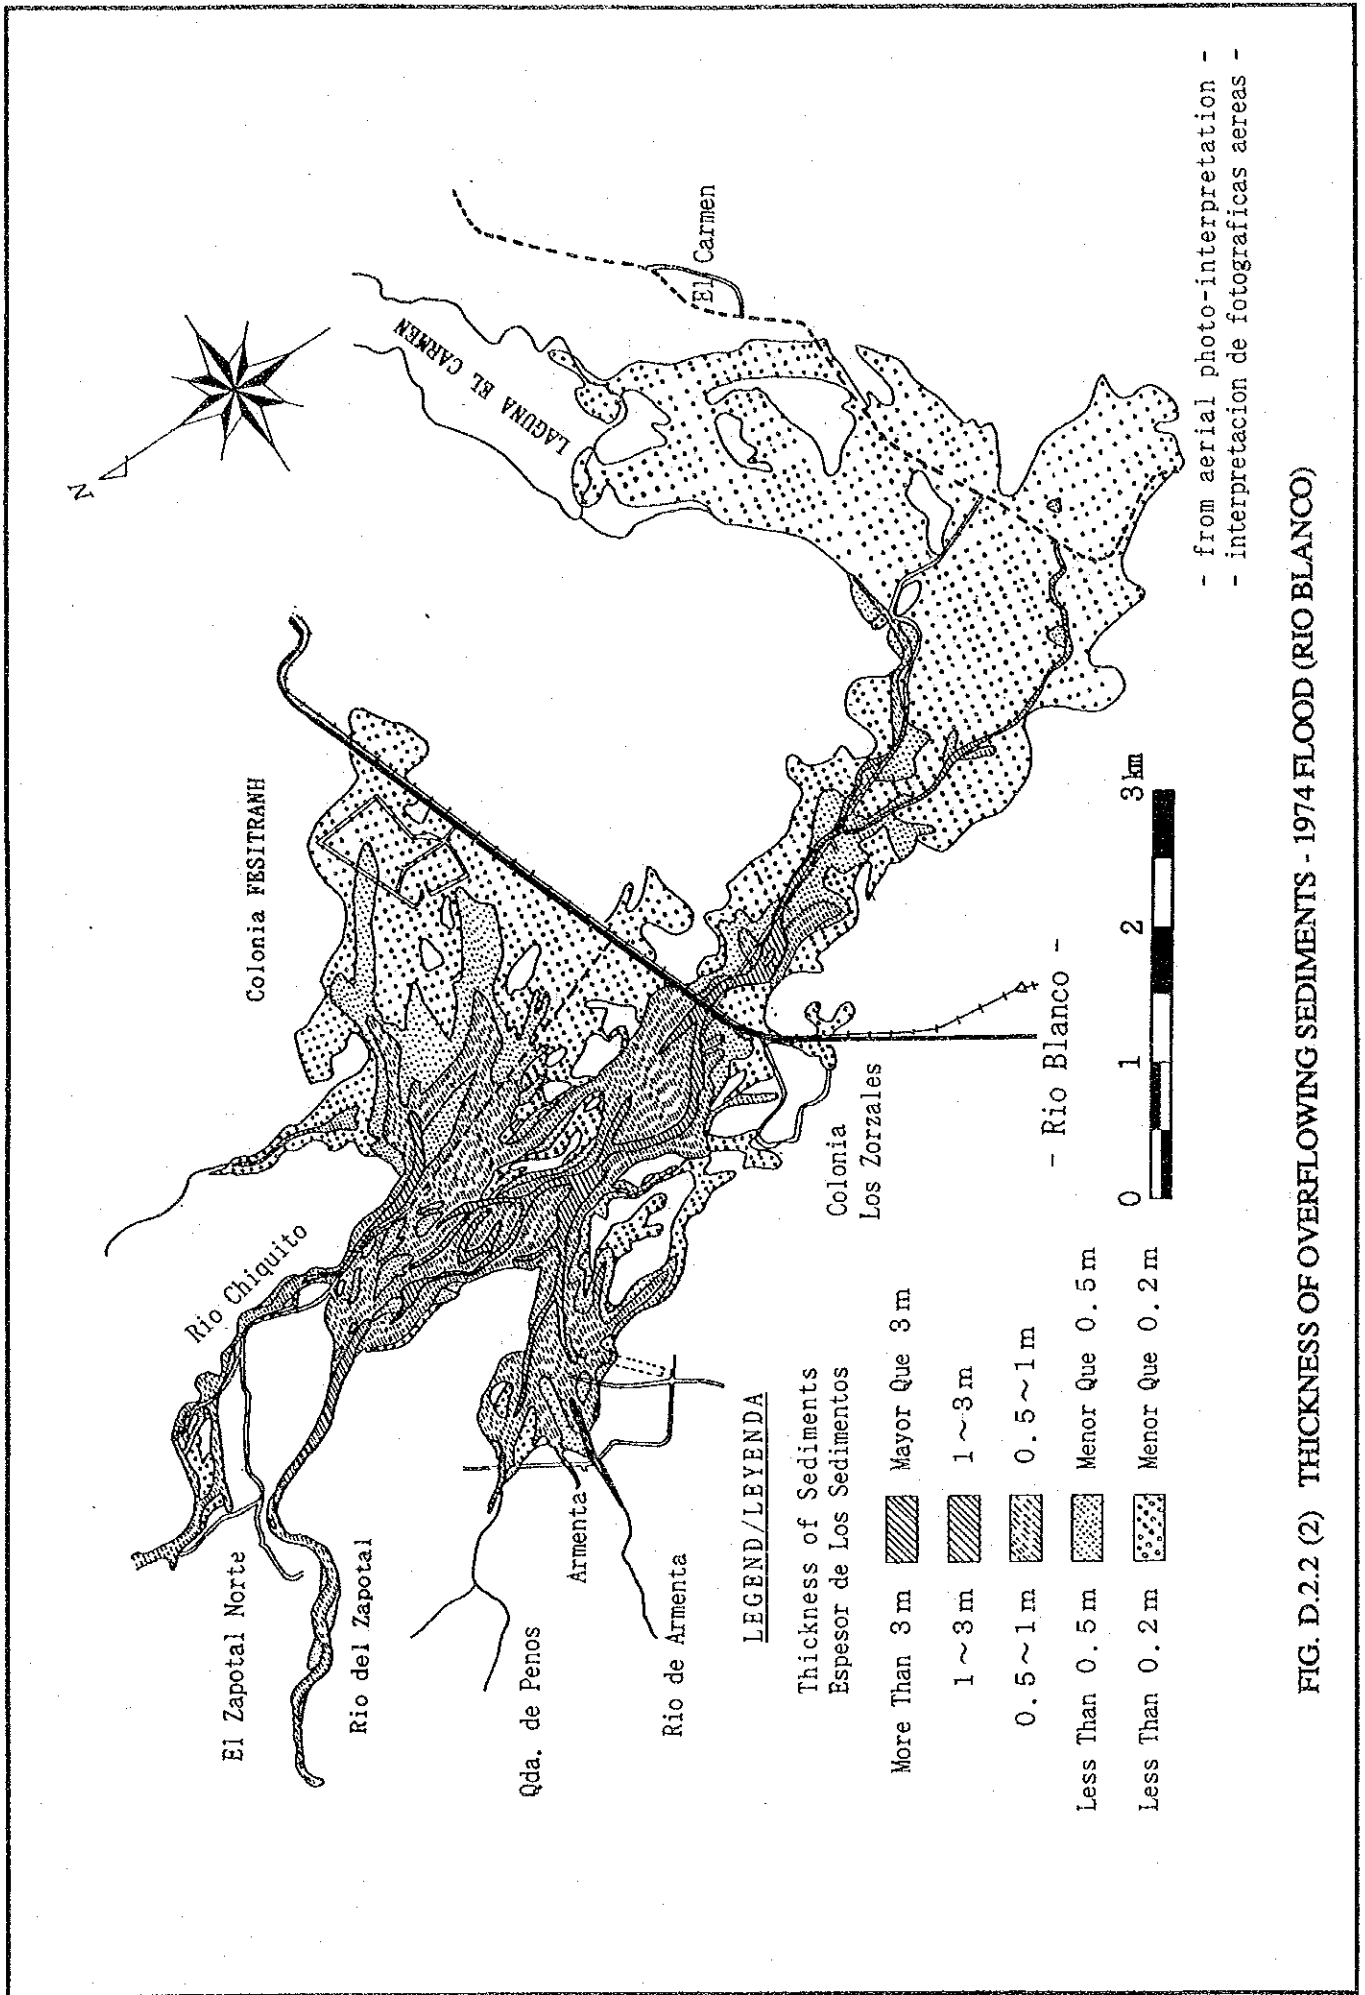 N
Colonia FESITRANH
LAGUNA EL CARMEN
El Carmen
Rio Chiquito
El Zapotal Norte
Rio del Zapotal
Qda. de Penos
Armenta
Rio de Armenta
Colonia
Los Zorzales
- Rio Blanco -
0 1 2 3 km
LEGEND/LEYENDA
Thickness of Sediments
Espesor de Los Sedimentos
More Than 3 m Mayor Que 3 m
1 ~ 3 m 1 ~ 3 m
0.5 ~ 1 m 0.5 ~ 1 m
Less Than 0.5 m Menor Que 0.5 m
Less Than 0.2 m Menor Que 0.2 m
- from aerial photo-interpretation -
- interpretacion de fotograficas aereas -
FIG. D.2.2 (2) THICKNESS OF OVERFLOWING SEDIMENTS - 1974 FLOOD (RIO BLANCO)